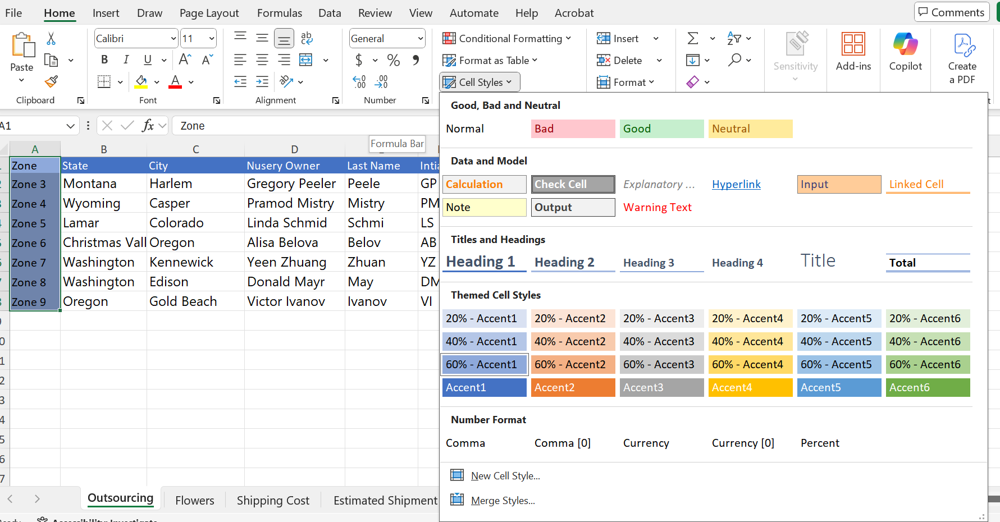 File Home Insert Draw Page Layout Formulas Data Review View Automate Help Acrobat Comments
Calibri 11 General Conditional Formatting Insert
Paste B I U A A $ % Format as Table Delete Sensitivity Add-ins Copilot Create a PDF
A Cell Styles Format
Clipboard Font Alignment Number
A1 fx Zone
Formula Bar
A B C D
Zone State City Nusery Owner Last Name
Zone 3 Montana Harlem Gregory Peeler Peele GP
Zone 4 Wyoming Casper Pramod Mistry Mistry PM
Zone 5 Lamar Colorado Linda Schmid Schmi LS
Zone 6 Christmas Vall Oregon Alisa Belova Belov AB
Zone 7 Washington Kennewick Yeen Zhuang Zhuan YZ
Zone 8 Washington Edison Donald Mayr May DM
Zone 9 Oregon Gold Beach Victor Ivanov Ivanov VI
Good, Bad and Neutral
Normal Bad Good Neutral
Data and Model
Calculation Check Cell Explanatory ... Hyperlink Input Linked Cell
Note Output Warning Text
Titles and Headings
Heading 1 Heading 2 Heading 3 Heading 4 Title Total
Themed Cell Styles
20% - Accent1 20% - Accent2 20% - Accent3 20% - Accent4 20% - Accent5 20% - Accent6
40% - Accent1 40% - Accent2 40% - Accent3 40% - Accent4 40% - Accent5 40% - Accent6
60% - Accent1 60% - Accent2 60% - Accent3 60% - Accent4 60% - Accent5 60% - Accent6
Accent1 Accent2 Accent3 Accent4 Accent5 Accent6
Number Format
Comma Comma [0] Currency Currency [0] Percent
New Cell Style...
Merge Styles...
Outsourcing Flowers Shipping Cost Estimated Shipment